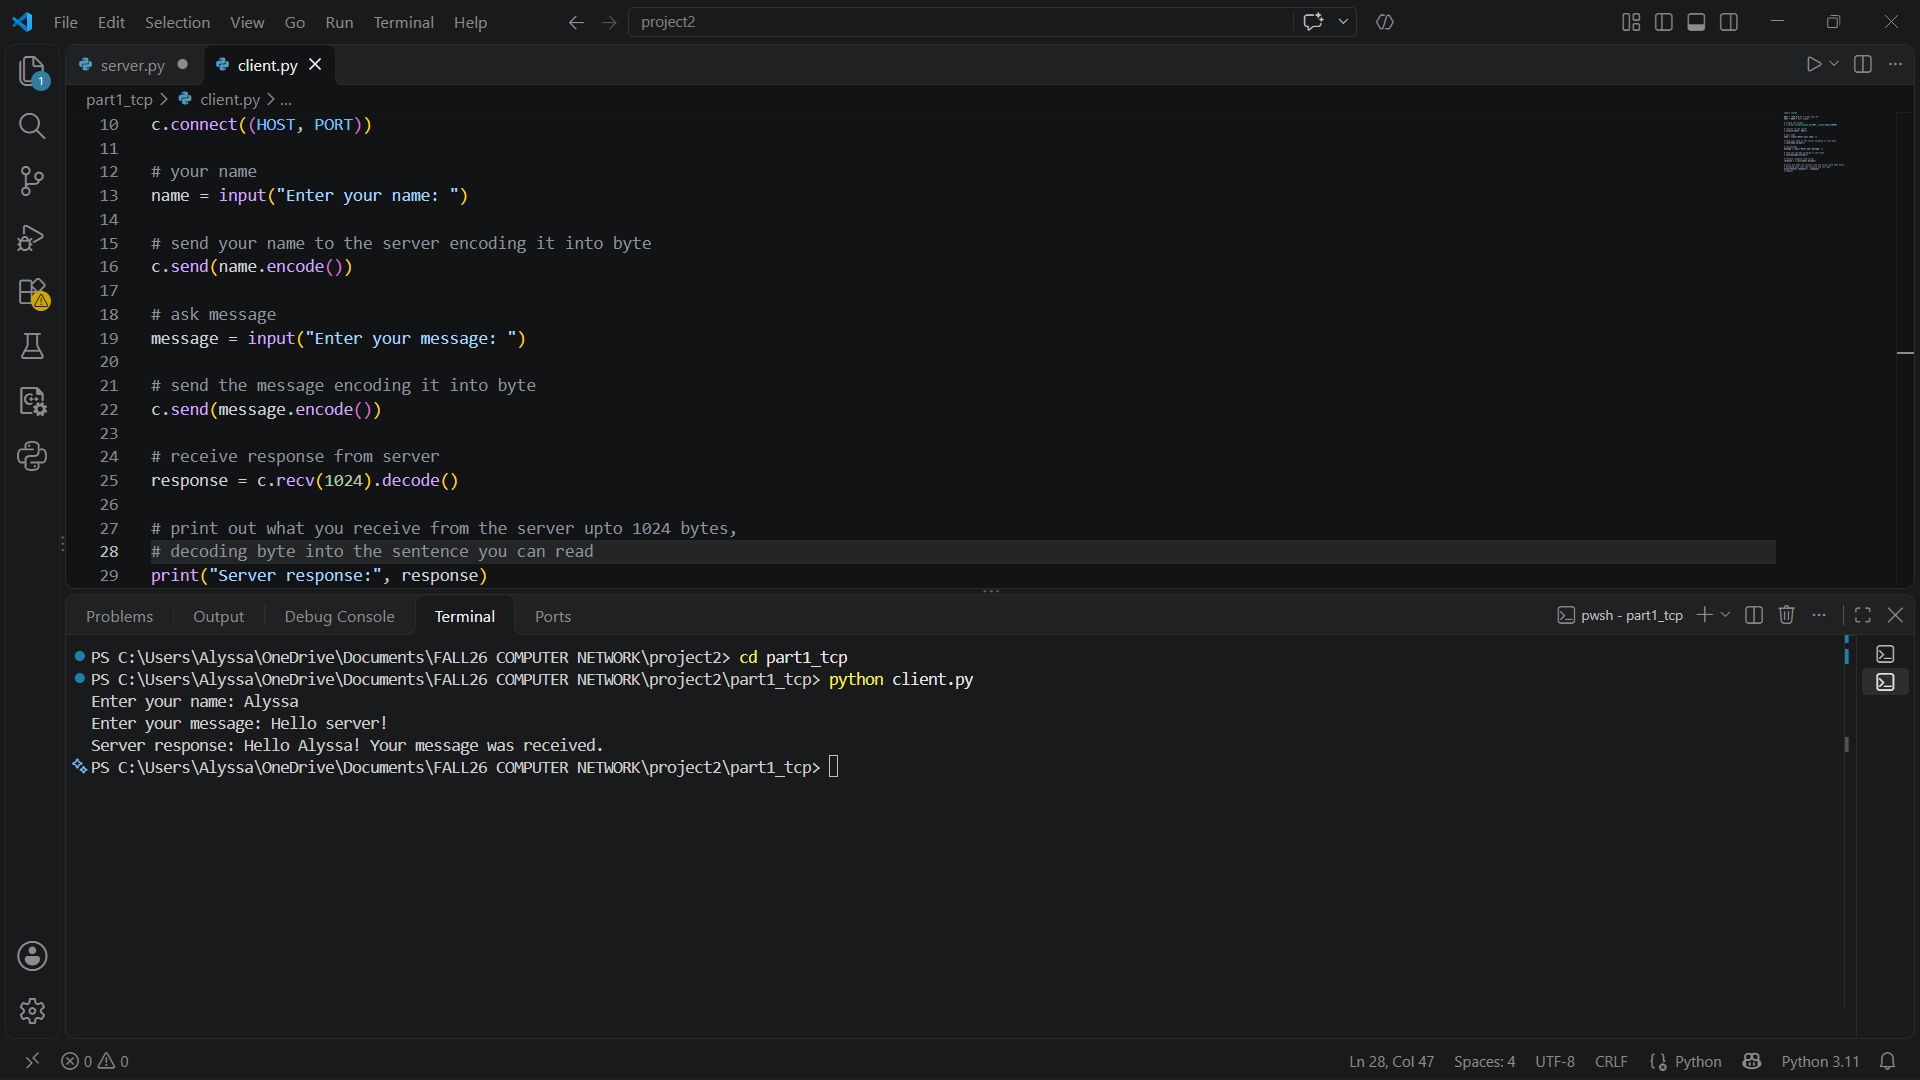 File Edit Selection View Go Run Terminal Help
project2
server.py
client.py
1
part1_tcp > client.py > ...
10 c.connect((HOST, PORT))
11
12 # your name
13 name = input("Enter your name: ")
14
15 # send your name to the server encoding it into byte
16 c.send(name.encode())
17
18 # ask message
19 message = input("Enter your message: ")
20
21 # send the message encoding it into byte
22 c.send(message.encode())
23
24 # receive response from server
25 response = c.recv(1024).decode()
26
27 # print out what you receive from the server upto 1024 bytes,
28 # decoding byte into the sentence you can read
29 print("Server response:", response)
Problems Output Debug Console Terminal Ports
pwsh - part1_tcp
PS C:\Users\Alyssa\OneDrive\Documents\FALL26 COMPUTER NETWORK\project2> cd part1_tcp
PS C:\Users\Alyssa\OneDrive\Documents\FALL26 COMPUTER NETWORK\project2\part1_tcp> python client.py
Enter your name: Alyssa
Enter your message: Hello server!
Server response: Hello Alyssa! Your message was received.
PS C:\Users\Alyssa\OneDrive\Documents\FALL26 COMPUTER NETWORK\project2\part1_tcp>
0 0
Ln 28, Col 47 Spaces: 4 UTF-8 CRLF Python Python 3.11